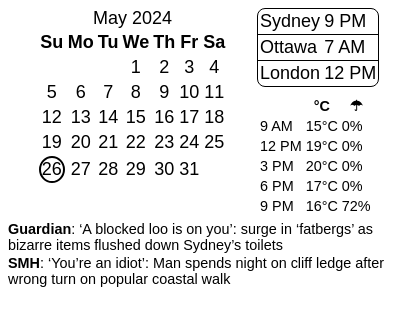 May 2024
Su Mo Tu We Th Fr Sa
1 2 3 4
5 6 7 8 9 10 11
12 13 14 15 16 17 18
19 20 21 22 23 24 25
26 27 28 29 30 31
Sydney 9 PM
Ottawa 7 AM
London 12 PM
°C ☂
9 AM 15°C 0%
12 PM 19°C 0%
3 PM 20°C 0%
6 PM 17°C 0%
9 PM 16°C 72%
Guardian: ‘A blocked loo is on you’: surge in ‘fatbergs’ as
bizarre items flushed down Sydney’s toilets
SMH: ‘You’re an idiot’: Man spends night on cliff ledge after
wrong turn on popular coastal walk